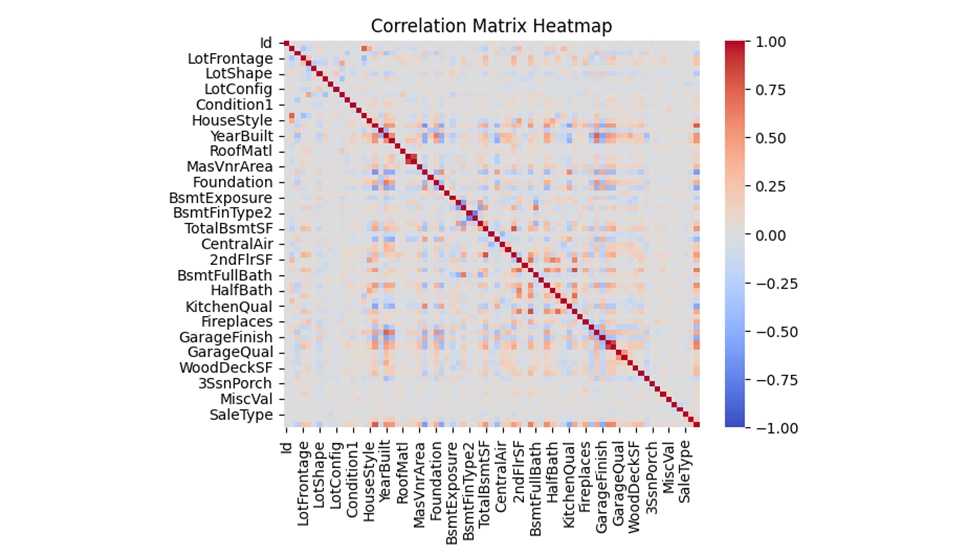 Correlation Matrix Heatmap
Id
LotFrontage
LotShape
LotConfig
Condition1
HouseStyle
YearBuilt
RoofMatl
MasVnrArea
Foundation
BsmtExposure
BsmtFinType2
TotalBsmtSF
CentralAir
2ndFlrSF
BsmtFullBath
HalfBath
KitchenQual
Fireplaces
GarageFinish
GarageQual
WoodDeckSF
3SsnPorch
MiscVal
SaleType
Id
LotFrontage
LotShape
LotConfig
Condition1
HouseStyle
YearBuilt
RoofMatl
MasVnrArea
Foundation
BsmtExposure
BsmtFinType2
TotalBsmtSF
CentralAir
2ndFlrSF
BsmtFullBath
HalfBath
KitchenQual
Fireplaces
GarageFinish
GarageQual
WoodDeckSF
3SsnPorch
MiscVal
SaleType
1.00
0.75
0.50
0.25
0.00
−0.25
−0.50
−0.75
−1.00